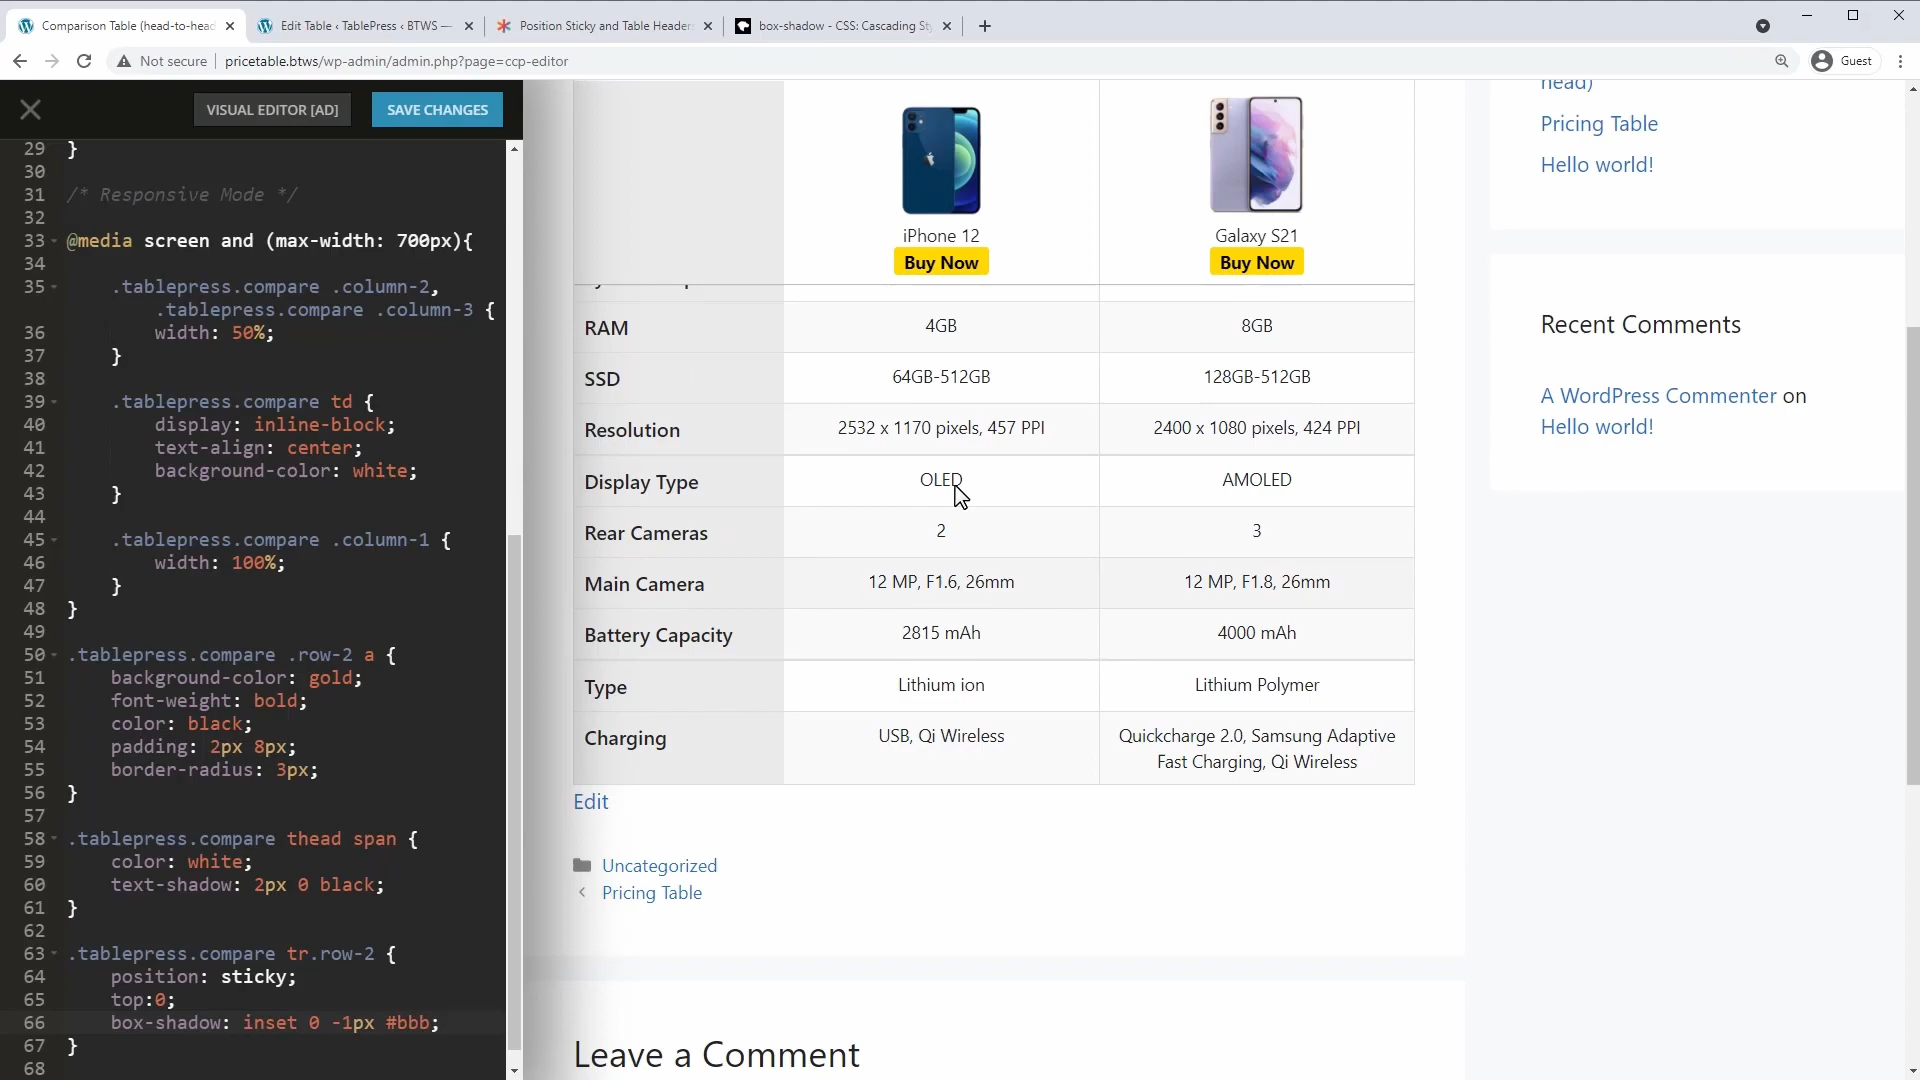 Comparison Table (head-to-head
Edit Table ‹ TablePress ‹ BTWS —
Position Sticky and Table Headers
box-shadow - CSS: Cascading Sty
Not secure
pricetable.btws/wp-admin/admin.php?page=ccp-editor
Guest
VISUAL EDITOR [AD]
SAVE CHANGES
29 }
30
31 /* Responsive Mode */
32
33 @media screen and (max-width: 700px){
34
35 .tablepress.compare .column-2,
.tablepress.compare .column-3 {
36 width: 50%;
37 }
38
39 .tablepress.compare td {
40 display: inline-block;
41 text-align: center;
42 background-color: white;
43 }
44
45 .tablepress.compare .column-1 {
46 width: 100%;
47 }
48 }
49
50 .tablepress.compare .row-2 a {
51 background-color: gold;
52 font-weight: bold;
53 color: black;
54 padding: 2px 8px;
55 border-radius: 3px;
56 }
57
58 .tablepress.compare thead span {
59 color: white;
60 text-shadow: 2px 0 black;
61 }
62
63 .tablepress.compare tr.row-2 {
64 position: sticky;
65 top:0;
66 box-shadow: inset 0 -1px #bbb;
67 }
68
iPhone 12 Galaxy S21
Buy Now Buy Now
RAM 4GB 8GB
SSD 64GB-512GB 128GB-512GB
Resolution 2532 x 1170 pixels, 457 PPI 2400 x 1080 pixels, 424 PPI
Display Type OLED AMOLED
Rear Cameras 2 3
Main Camera 12 MP, F1.6, 26mm 12 MP, F1.8, 26mm
Battery Capacity 2815 mAh 4000 mAh
Type Lithium ion Lithium Polymer
Charging USB, Qi Wireless Quickcharge 2.0, Samsung Adaptive
Fast Charging, Qi Wireless
Edit
Uncategorized
Pricing Table
Leave a Comment
head)
Pricing Table
Hello world!
Recent Comments
A WordPress Commenter on
Hello world!